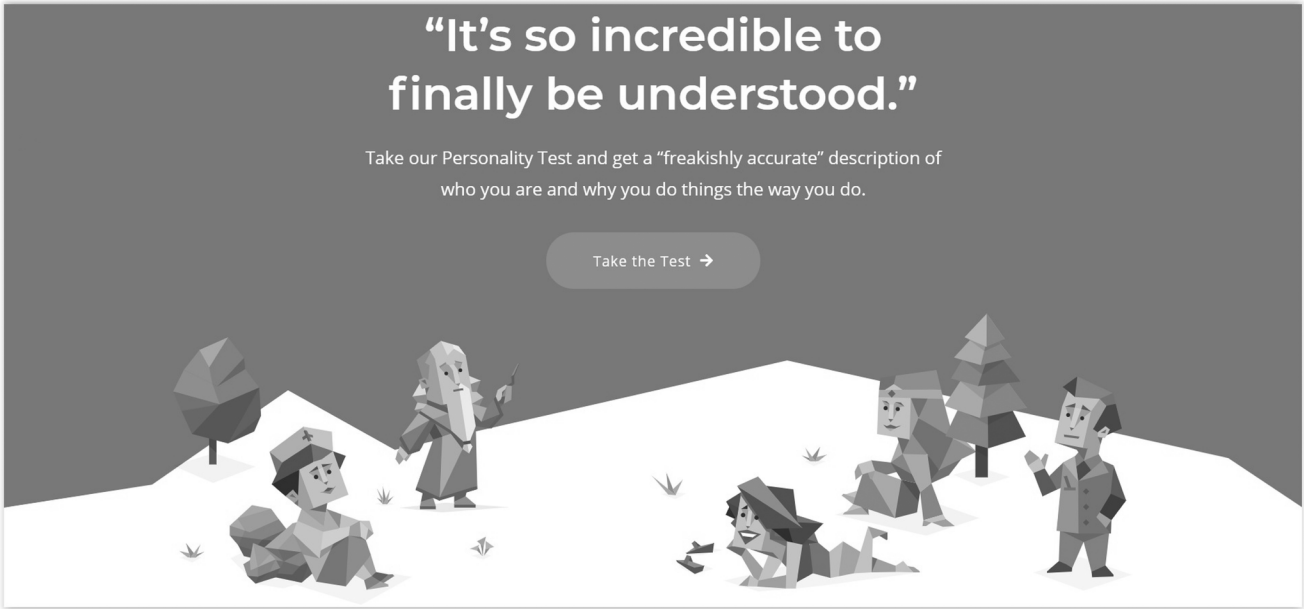 “It’s so incredible to
finally be understood.”
Take our Personality Test and get a “freakishly accurate” description of
who you are and why you do things the way you do.
Take the Test →